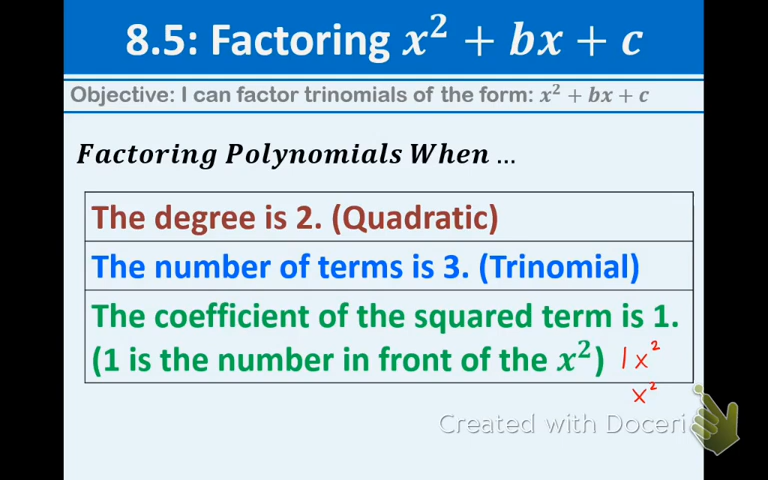 8.5: Factoring x² + bx + c
Objective: I can factor trinomials of the form: x² + bx + c
Factoring Polynomials When ...
The degree is 2. (Quadratic)
The number of terms is 3. (Trinomial)
The coefficient of the squared term is 1.
(1 is the number in front of the x²) 1x²
x²
Created with Doceri